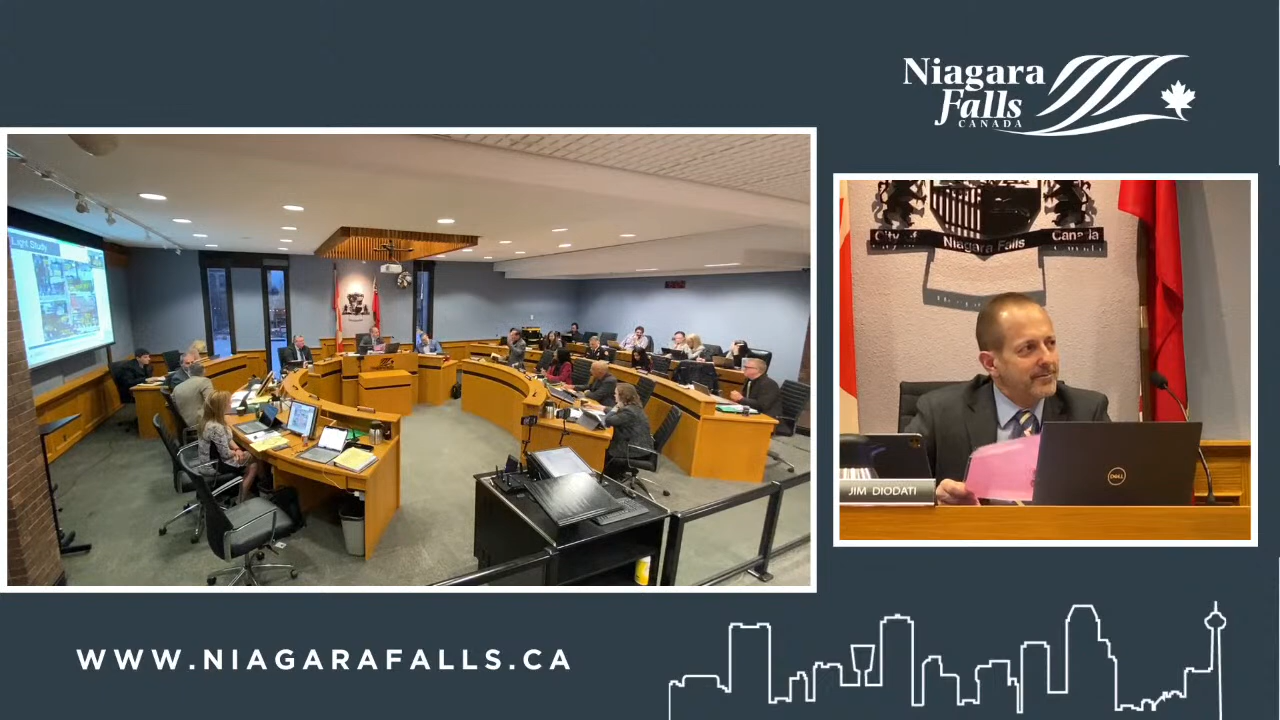 Niagara
Falls
CANADA
Light Study
City of
Niagara Falls
Canada
JIM DIODATI
DELL
WWW.NIAGARAFALLS.CA